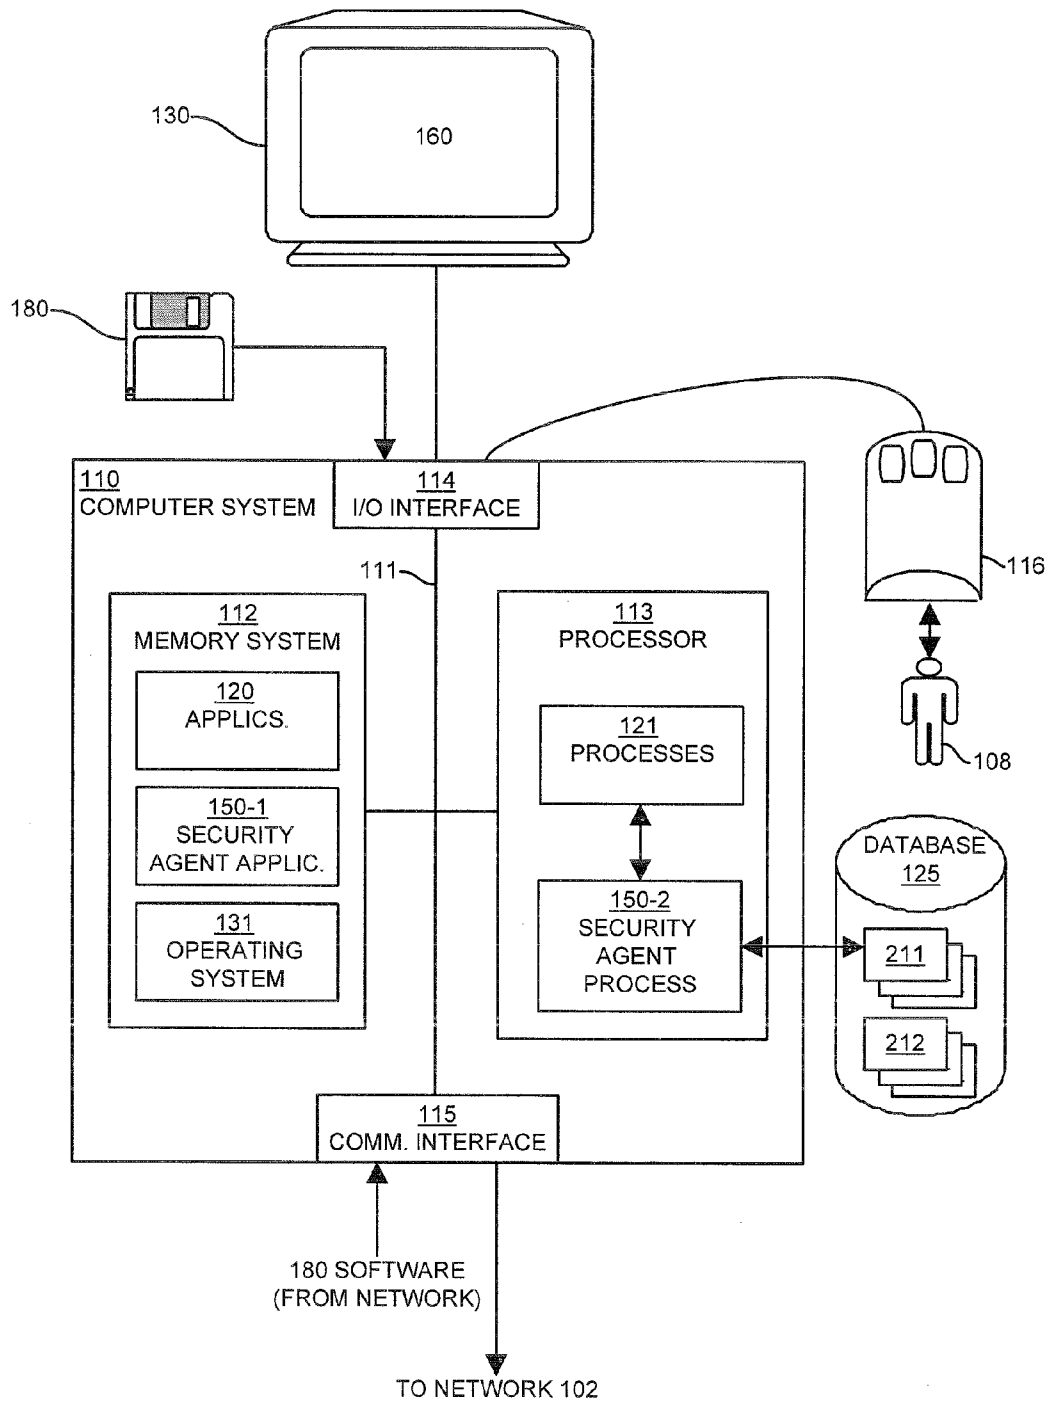 130
160
180
110
COMPUTER SYSTEM
114
I/O INTERFACE
116
111
112
MEMORY SYSTEM
113
PROCESSOR
120
APPLICS.
121
PROCESSES
108
150-1
SECURITY
AGENT APPLIC.
DATABASE
125
150-2
SECURITY
AGENT
PROCESS
131
OPERATING
SYSTEM
211
212
115
COMM. INTERFACE
180 SOFTWARE
(FROM NETWORK)
TO NETWORK 102